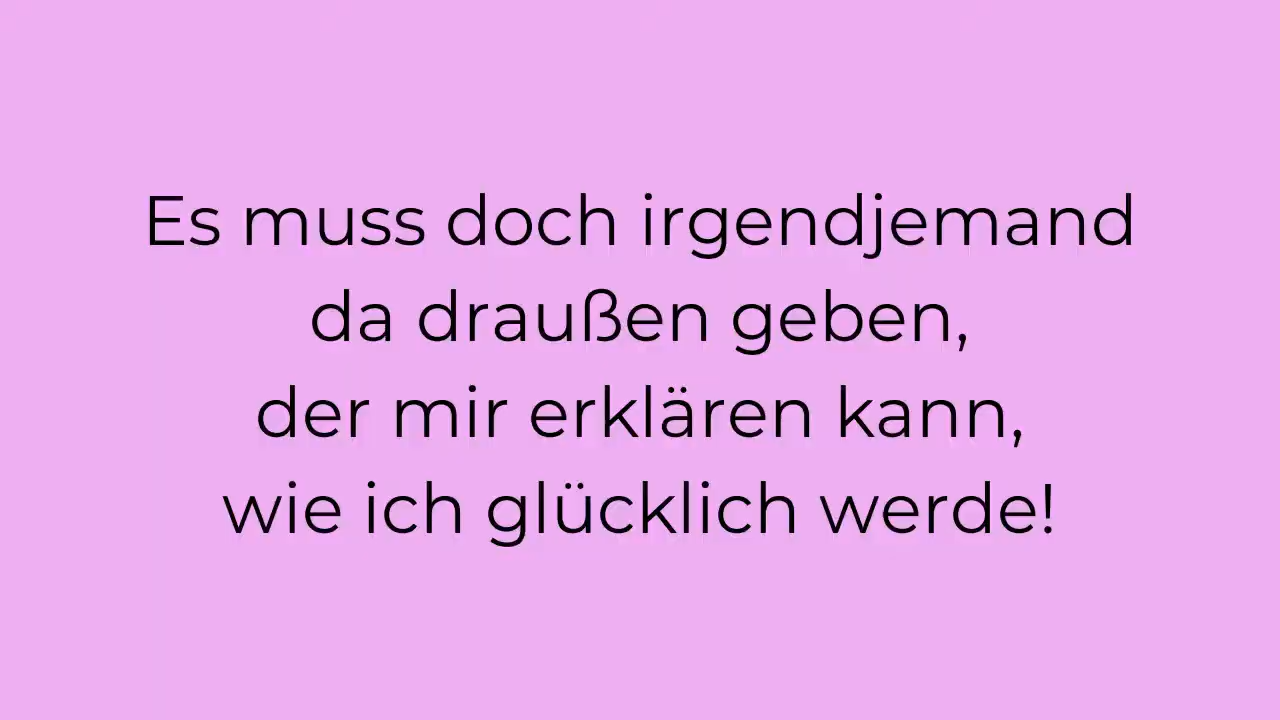 Es muss doch irgendjemand
da draußen geben,
der mir erklären kann,
wie ich glücklich werde!